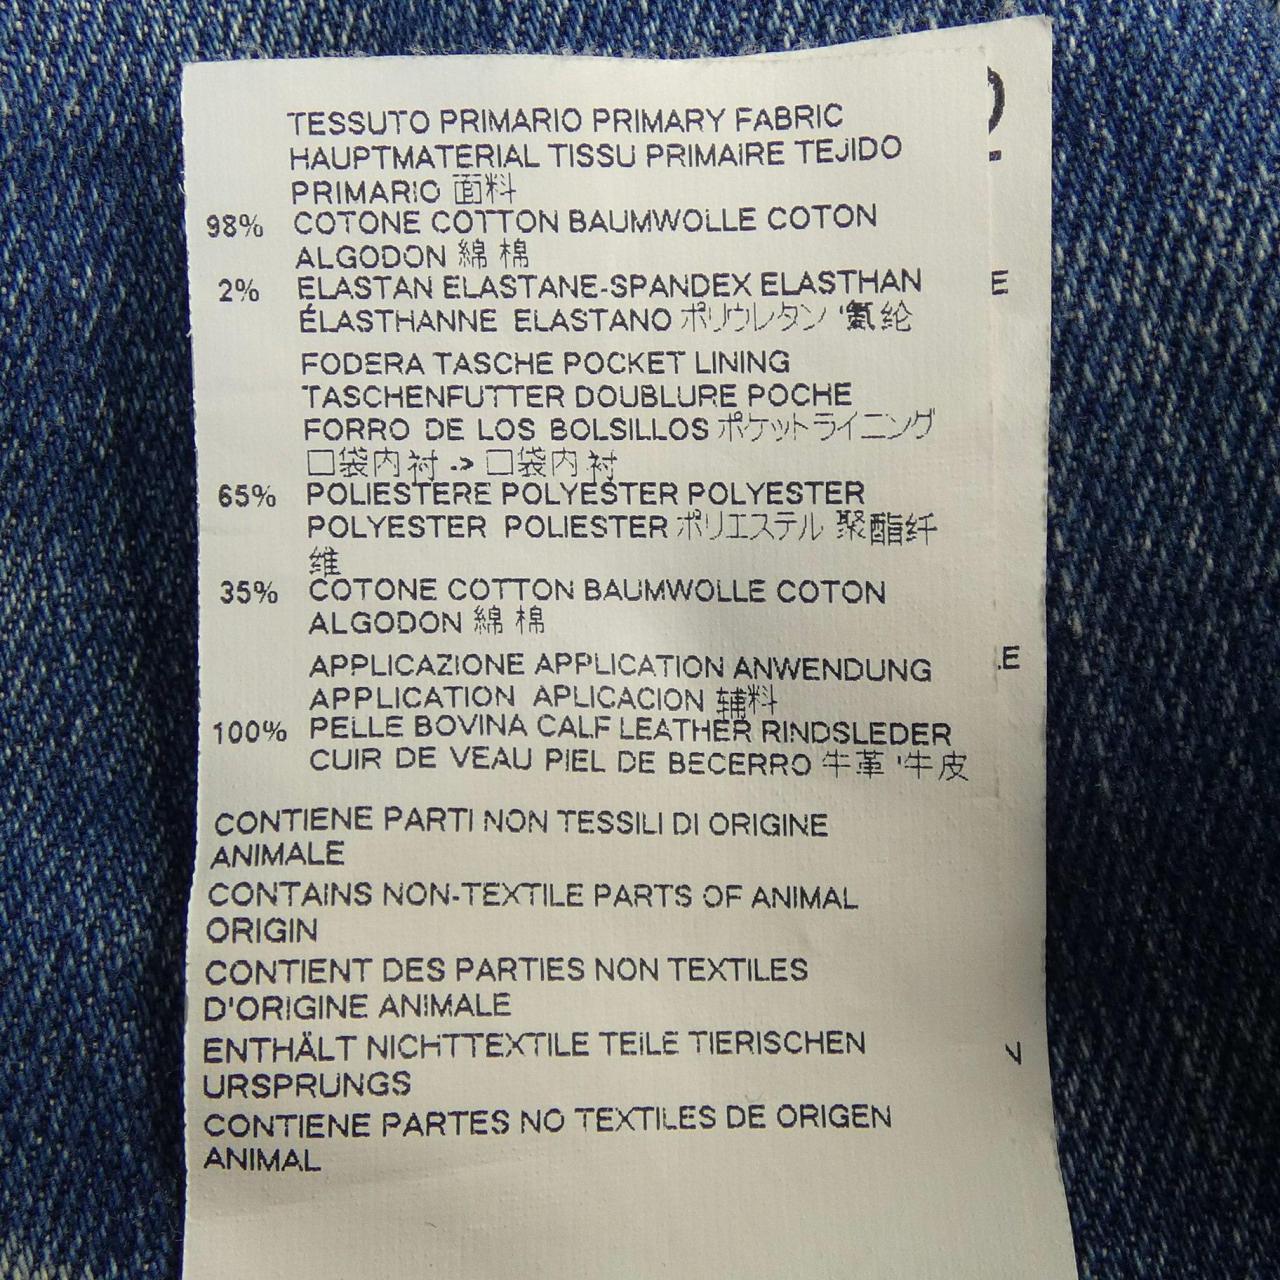 TESSUTO PRIMARIO PRIMARY FABRIC
HAUPTMATERIAL TISSU PRIMAIRE TEJIDO
PRIMARIO 面料
98% COTONE COTTON BAUMWOLLE COTON
ALGODON 綿 棉
2% ELASTAN ELASTANE-SPANDEX ELASTHAN
ÉLASTHANNE ELASTANO ポリウレタン '氨纶
FODERA TASCHE POCKET LINING
TASCHENFUTTER DOUBLURE POCHE
FORRO DE LOS BOLSILLOS ポケットライニング
口袋内衬 -> 口袋内衬
65% POLIESTERE POLYESTER POLYESTER
POLYESTER POLIESTER ポリエステル 聚酯纤
维
35% COTONE COTTON BAUMWOLLE COTON
ALGODON 綿 棉
APPLICAZIONE APPLICATION ANWENDUNG
APPLICATION APLICACION 辅料
100% PELLE BOVINA CALF LEATHER RINDSLEDER
CUIR DE VEAU PIEL DE BECERRO 牛革 '牛皮
CONTIENE PARTI NON TESSILI DI ORIGINE
ANIMALE
CONTAINS NON-TEXTILE PARTS OF ANIMAL
ORIGIN
CONTIENT DES PARTIES NON TEXTILES
D'ORIGINE ANIMALE
ENTHÄLT NICHTTEXTILE TEILE TIERISCHEN
URSPRUNGS
CONTIENE PARTES NO TEXTILES DE ORIGEN
ANIMAL